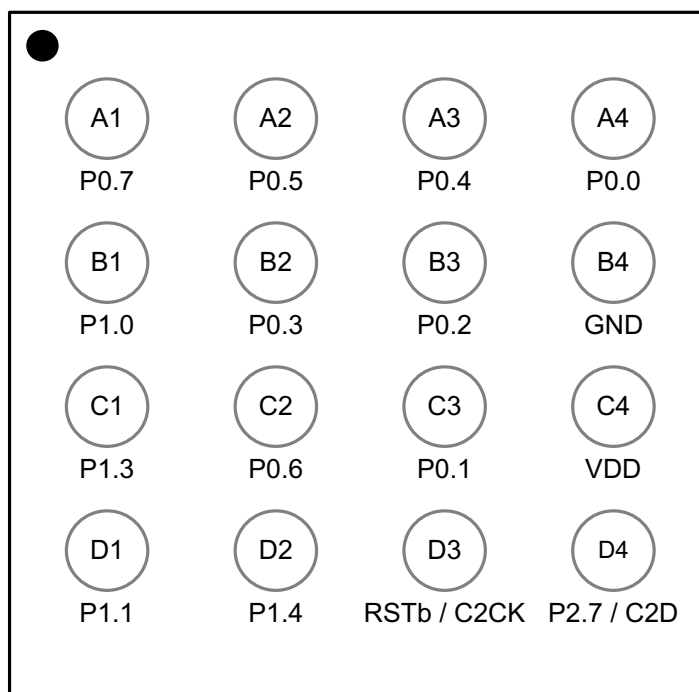 A1 A2 A3 A4
P0.7 P0.5 P0.4 P0.0
B1 B2 B3 B4
P1.0 P0.3 P0.2 GND
C1 C2 C3 C4
P1.3 P0.6 P0.1 VDD
D1 D2 D3 D4
P1.1 P1.4 RSTb / C2CK P2.7 / C2D